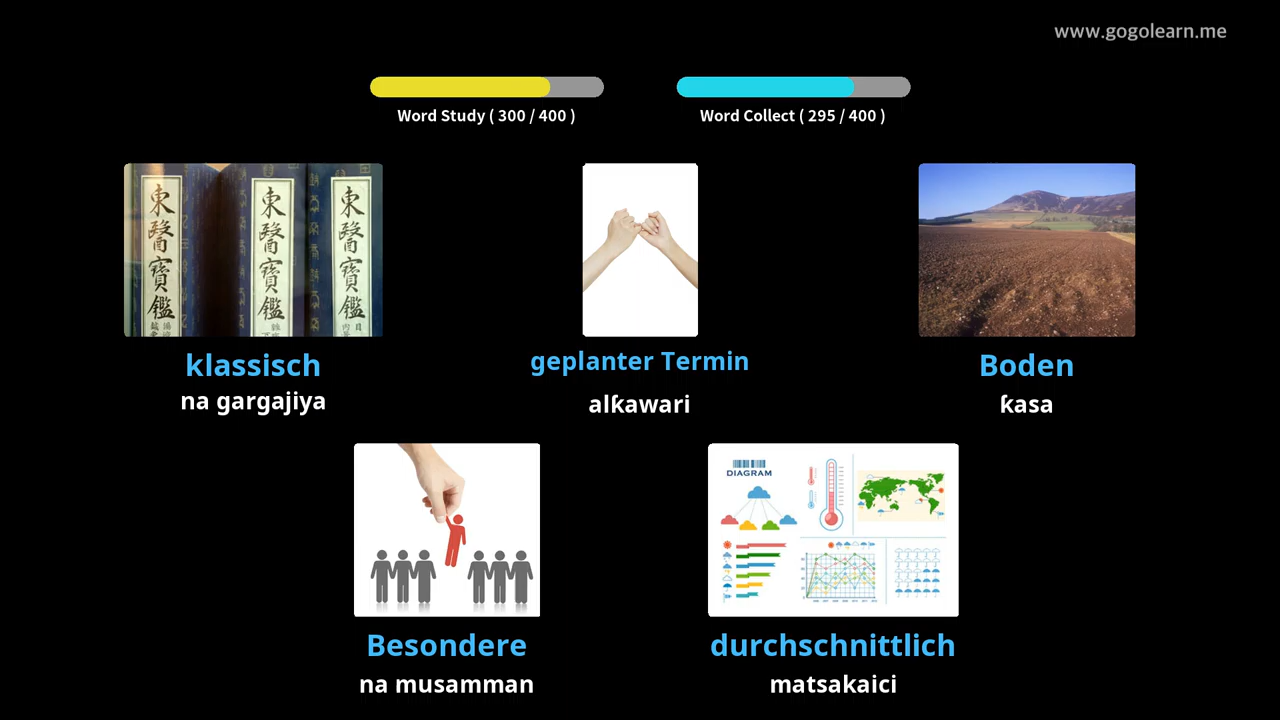 www.gogolearn.me
Word Study ( 300 / 400 )
Word Collect ( 295 / 400 )
東醫寶鑑
東醫寶鑑
東醫寶鑑
klassisch
na gargajiya
geplanter Termin
alƙawari
Boden
ƙasa
DIAGRAM
Besondere
na musamman
durchschnittlich
matsakaici